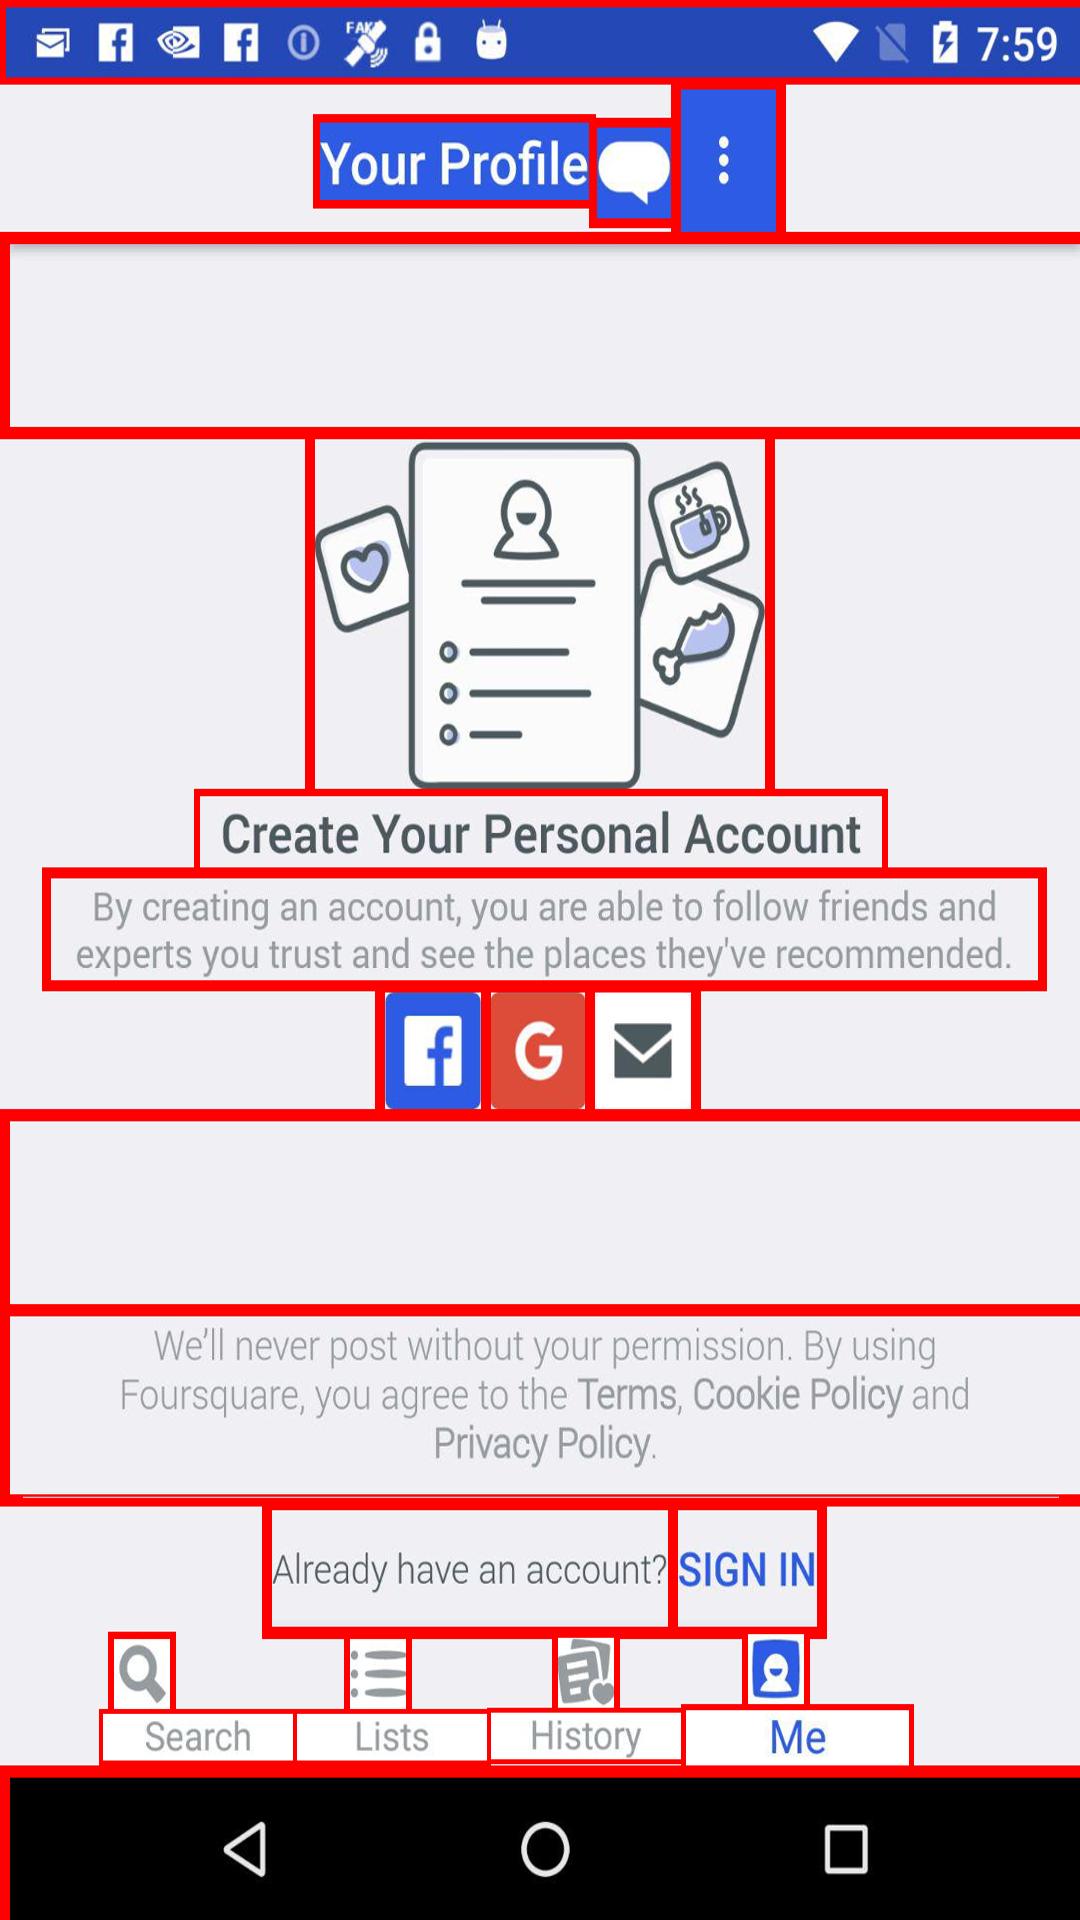 FAKE
7:59
Your Profile
Create Your Personal Account
By creating an account, you are able to follow friends and
experts you trust and see the places they've recommended.
G
We’ll never post without your permission. By using
Foursquare, you agree to the Terms, Cookie Policy and
Privacy Policy.
Already have an account? SIGN IN
Search Lists History Me